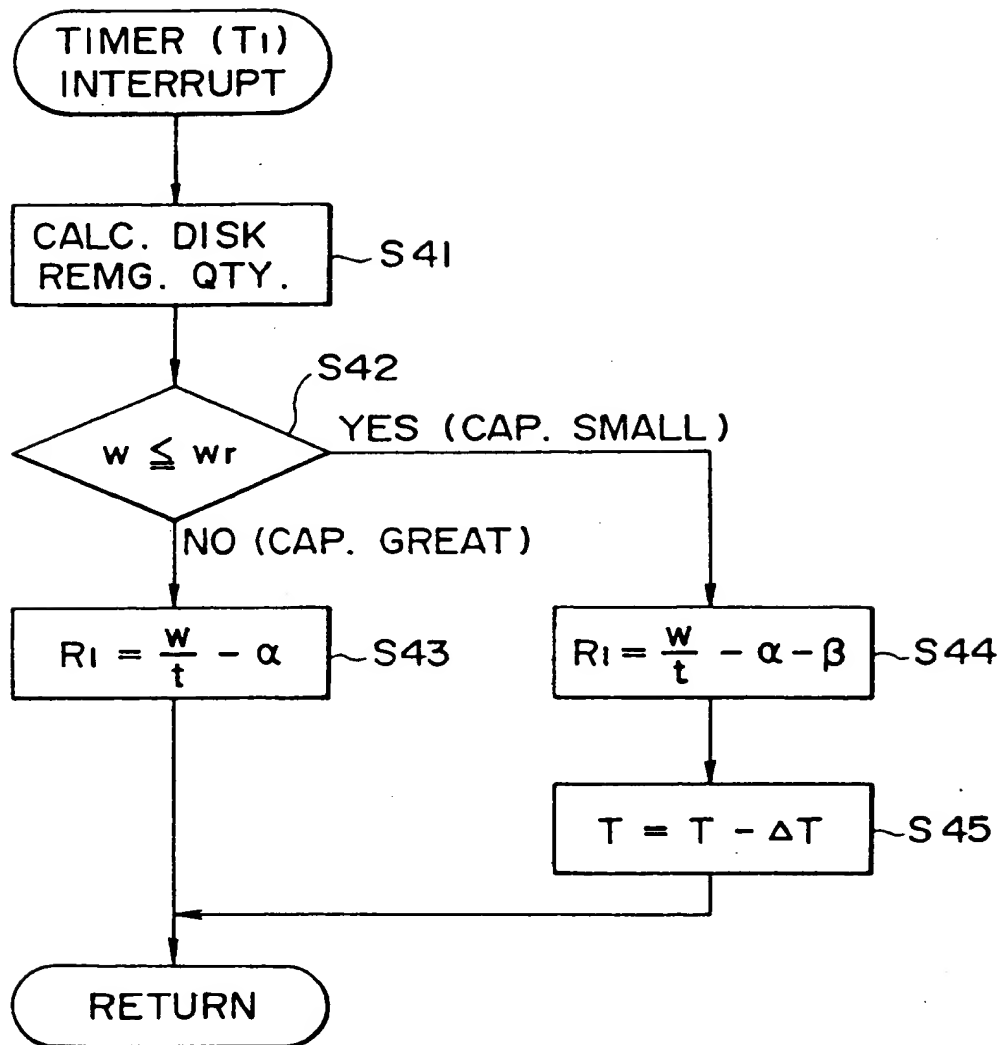 TIMER (T1)
INTERRUPT
CALC. DISK
REMG. QTY.
S41
S42
w ≦ wr
YES (CAP. SMALL)
NO (CAP. GREAT)
R1 = w/t - α
S43
R1 = w/t - α - β
S44
T = T - ΔT
S45
RETURN